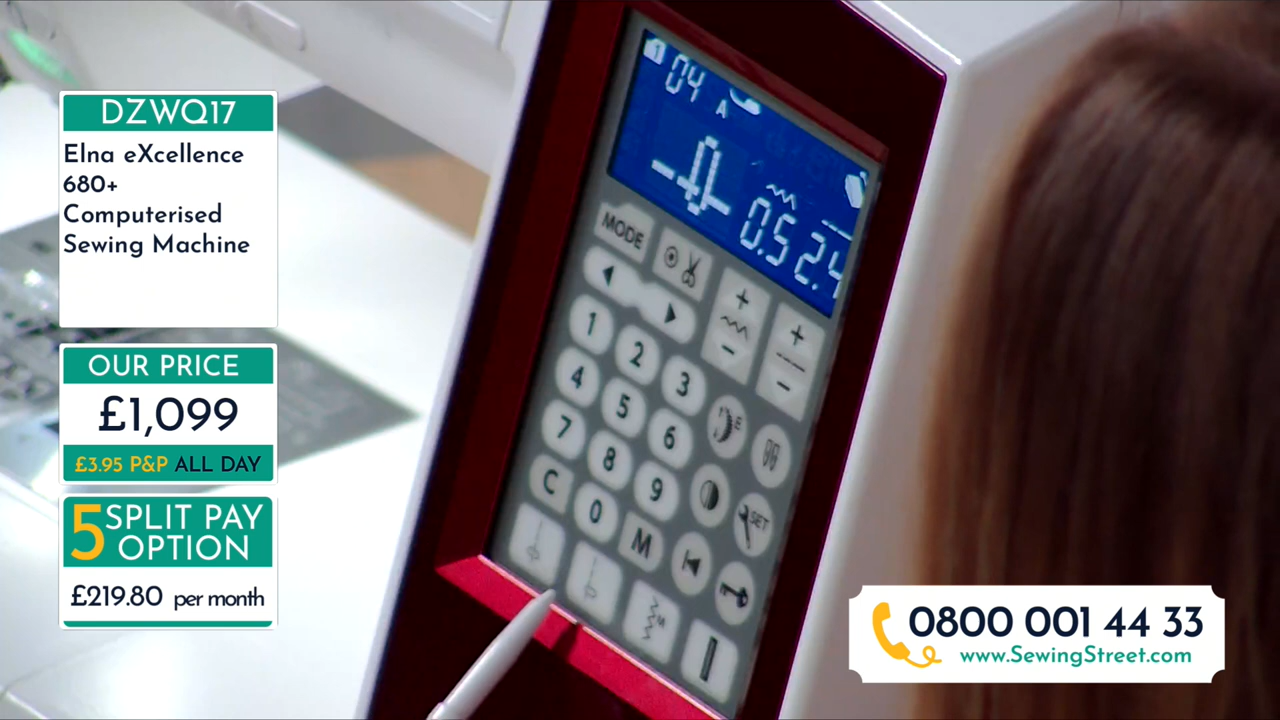 DZWQ17
Elna eXcellence
680+
Computerised
Sewing Machine
OUR PRICE
£1,099
£3.95 P&P ALL DAY
5 SPLIT PAY
OPTION
£219.80 per month
1
04
A
0.5 2.4
MODE
1 2 3
4 5 6
7 8 9
C 0 M
SET
0800 001 44 33
www.SewingStreet.com